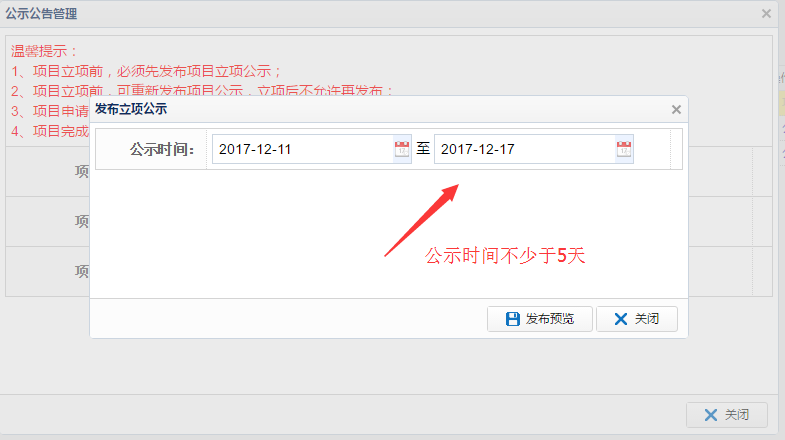 公示公告管理
温馨提示：
1、项目立项前，必须先发布项目立项公示；
2、项目立项前，可重新发布项目公示，立项后不允许再发布；
3、项目申请
4、项目完成
发布立项公示
公示时间： 2017-12-11 至 2017-12-17
项
项
项
公示时间不少于5天
发布预览 关闭
关闭